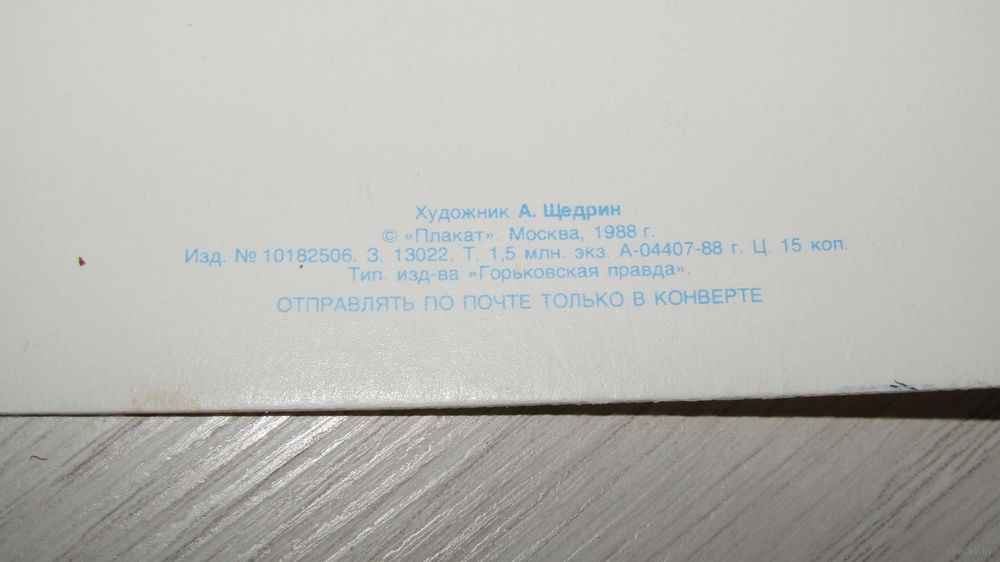 Художник А. Щедрин
© «Плакат». Москва, 1988 г.
Изд. № 10182506. З. 13022. Т. 1,5 млн. экз. А-04407-88 г. Ц. 15 коп.
Тип. изд-ва «Горьковская правда».
ОТПРАВЛЯТЬ ПО ПОЧТЕ ТОЛЬКО В КОНВЕРТЕ